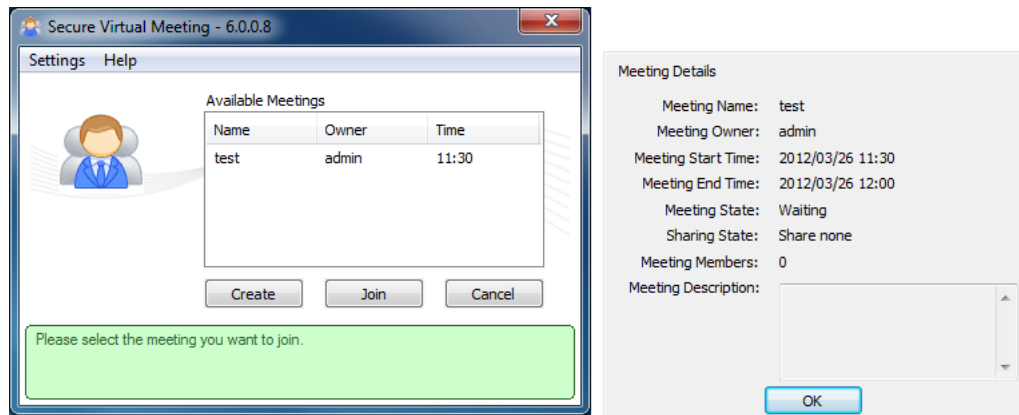 Secure Virtual Meeting - 6.0.0.8
Settings Help
Available Meetings
Name Owner Time
test admin 11:30
Create Join Cancel
Please select the meeting you want to join.
Meeting Details
Meeting Name: test
Meeting Owner: admin
Meeting Start Time: 2012/03/26 11:30
Meeting End Time: 2012/03/26 12:00
Meeting State: Waiting
Sharing State: Share none
Meeting Members: 0
Meeting Description:
OK